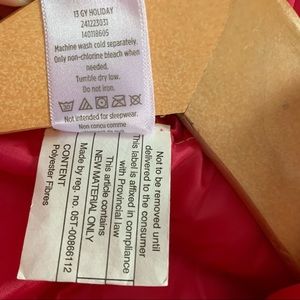 13 GY HOLIDAY
241223031
140118605
Machine wash cold separately.
Only non-chlorine bleach when
needed.
Tumble dry low.
Do not iron.
Not intended for sleepwear.
Non conçu comme
Not to be removed until
delivered to the consumer
This label is affixed in compliance
with Provincial law
This article contains
NEW MATERIAL ONLY
Made by reg. no. 05T-00866112
CONTENT
Polyester Fibres